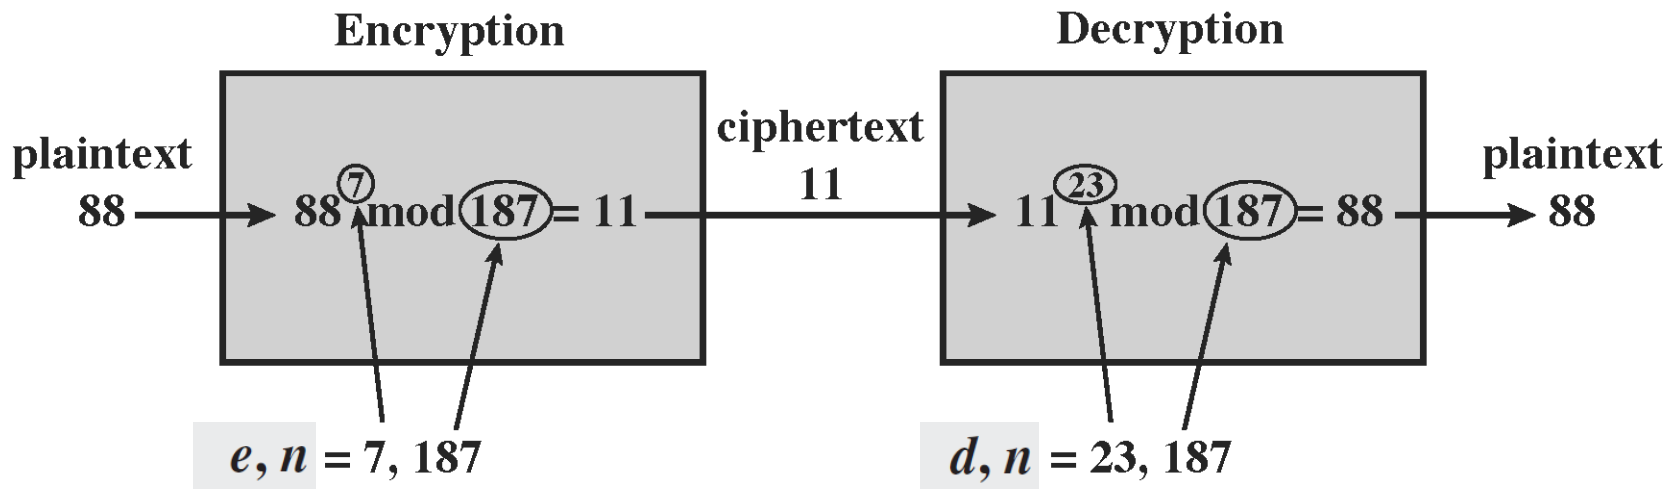 Encryption
Decryption
plaintext
88
88^7 mod 187 = 11
ciphertext
11
11^23 mod 187 = 88
plaintext
88
e, n = 7, 187
d, n = 23, 187